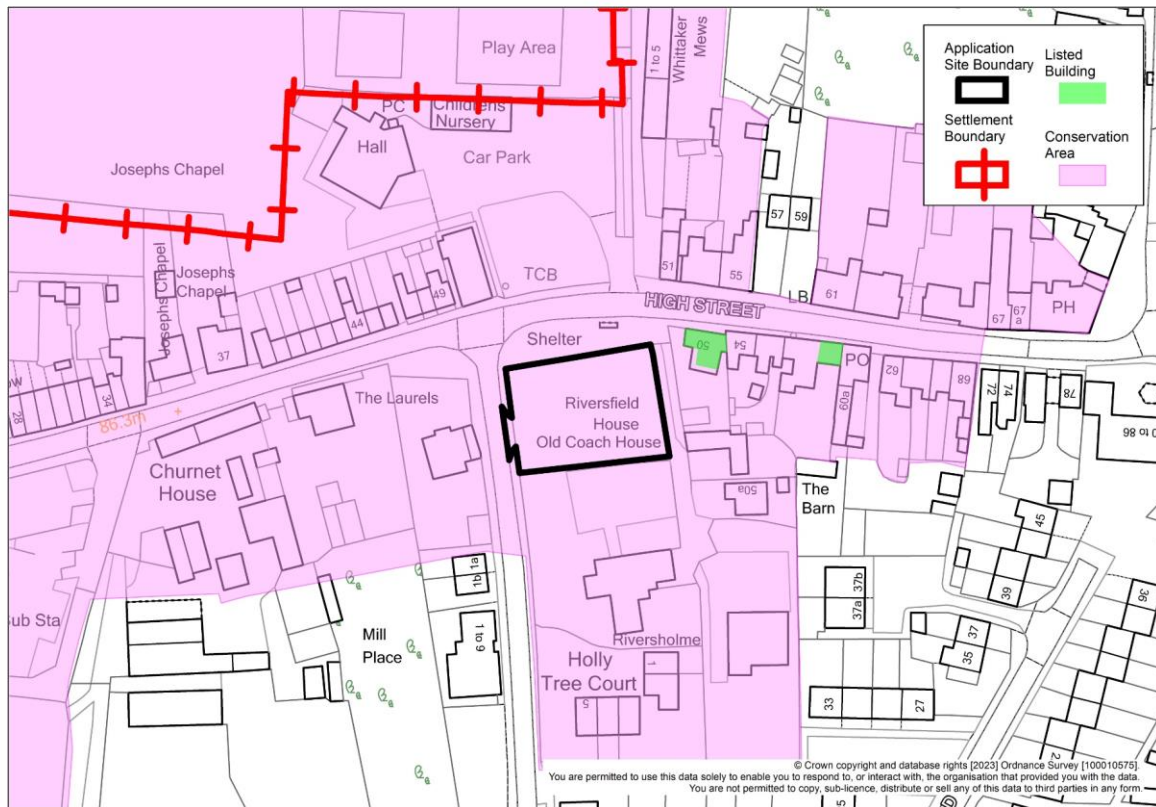 Play Area
1 to 5
Whittaker
Mews
PC
Childrens
Nursery
Hall
Car Park
Josephs Chapel
Josephs Chapel
Josephs
Chapel
57
59
TCB
49
51
55
44
37
LB
61
67
67
a
PH
HIGH STREET
Shelter
50
54
PO
62
68
60a
72
74
78
0 to 86
34
28
ow
86.3m
The Laurels
Riversfield
House
Old Coach House
Churnet
House
50a
The
Barn
45
39
36
1a
1b
37b
37a
1 to 9
Mill
Place
ub Sta
Riversholme
Holly
Tree Court
1
5
37
35
33
27
2
D
Application
Site Boundary
Listed
Building
Settlement
Boundary
Conservation
Area
© Crown copyright and database rights [2023] Ordnance Survey [100010575].
You are permitted to use this data solely to enable you to respond to, or interact with, the organisation that provided you with the data.
You are not permitted to copy, sub-licence, distribute or sell any of this data to third parties in any form.